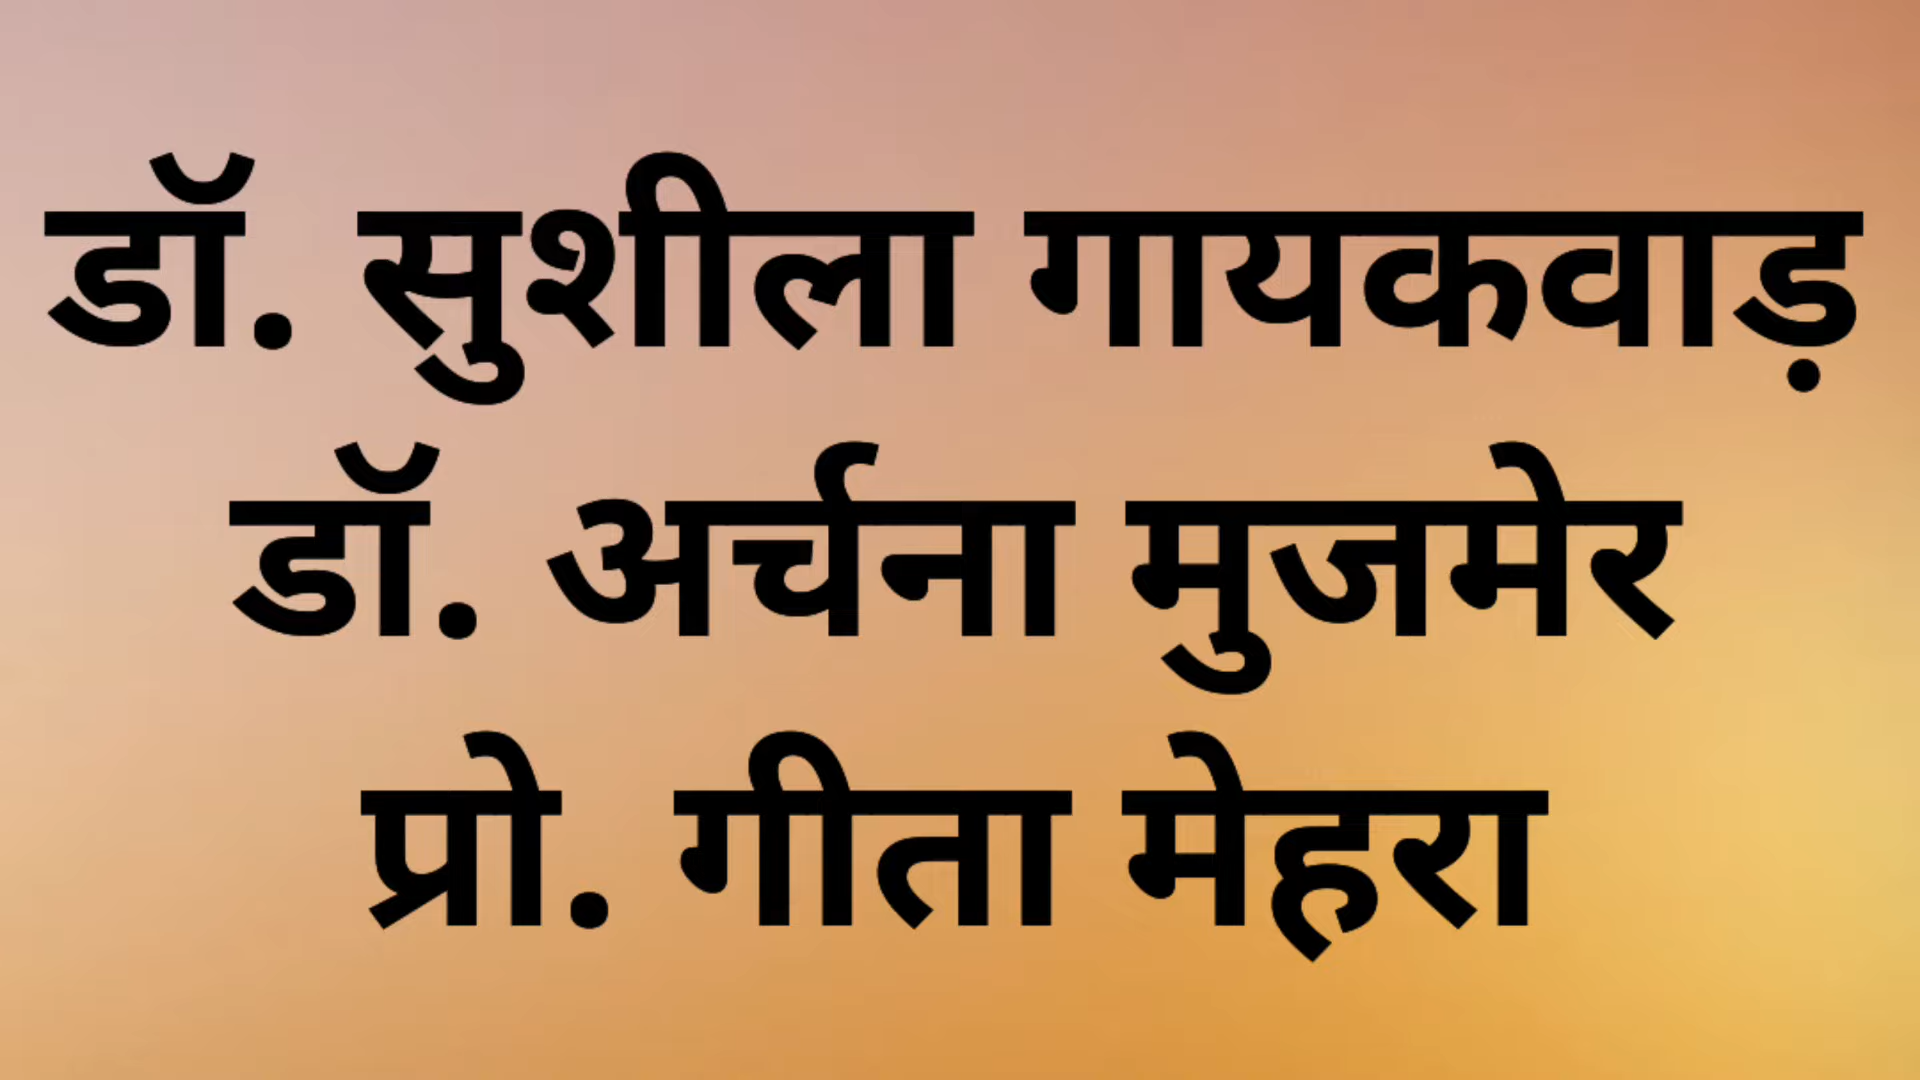 डॉ. सुशीला गायकवाड़
डॉ. अर्चना मुजमेर
प्रो. गीता मेहरा